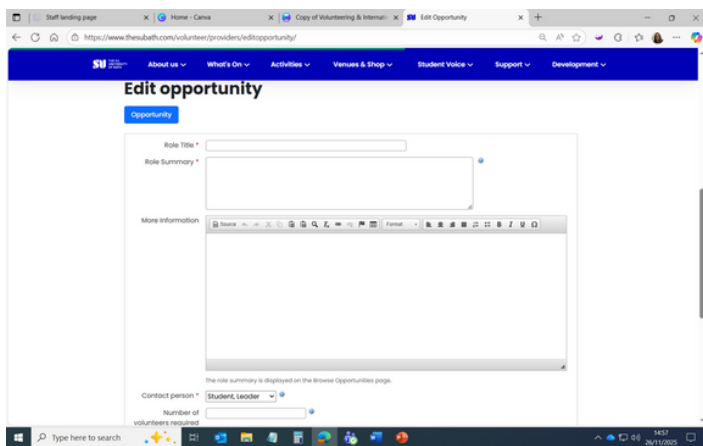 Staff landing page
Home - Canva
Copy of Volunteering & Internati
Edit Opportunity
https://www.thesubath.com/volunteer/providers/editopportunity/
SU
About us
What's On
Activities
Venues & Shop
Student Voice
Support
Development
Edit opportunity
Opportunity
Role Title *
Role Summary *
More Information
Source
Format
B I U Ω
The role summary is displayed on the Browse Opportunities page.
Contact person *
Student, Leader
Number of
volunteers required
Type here to search
14:57
26/11/2025